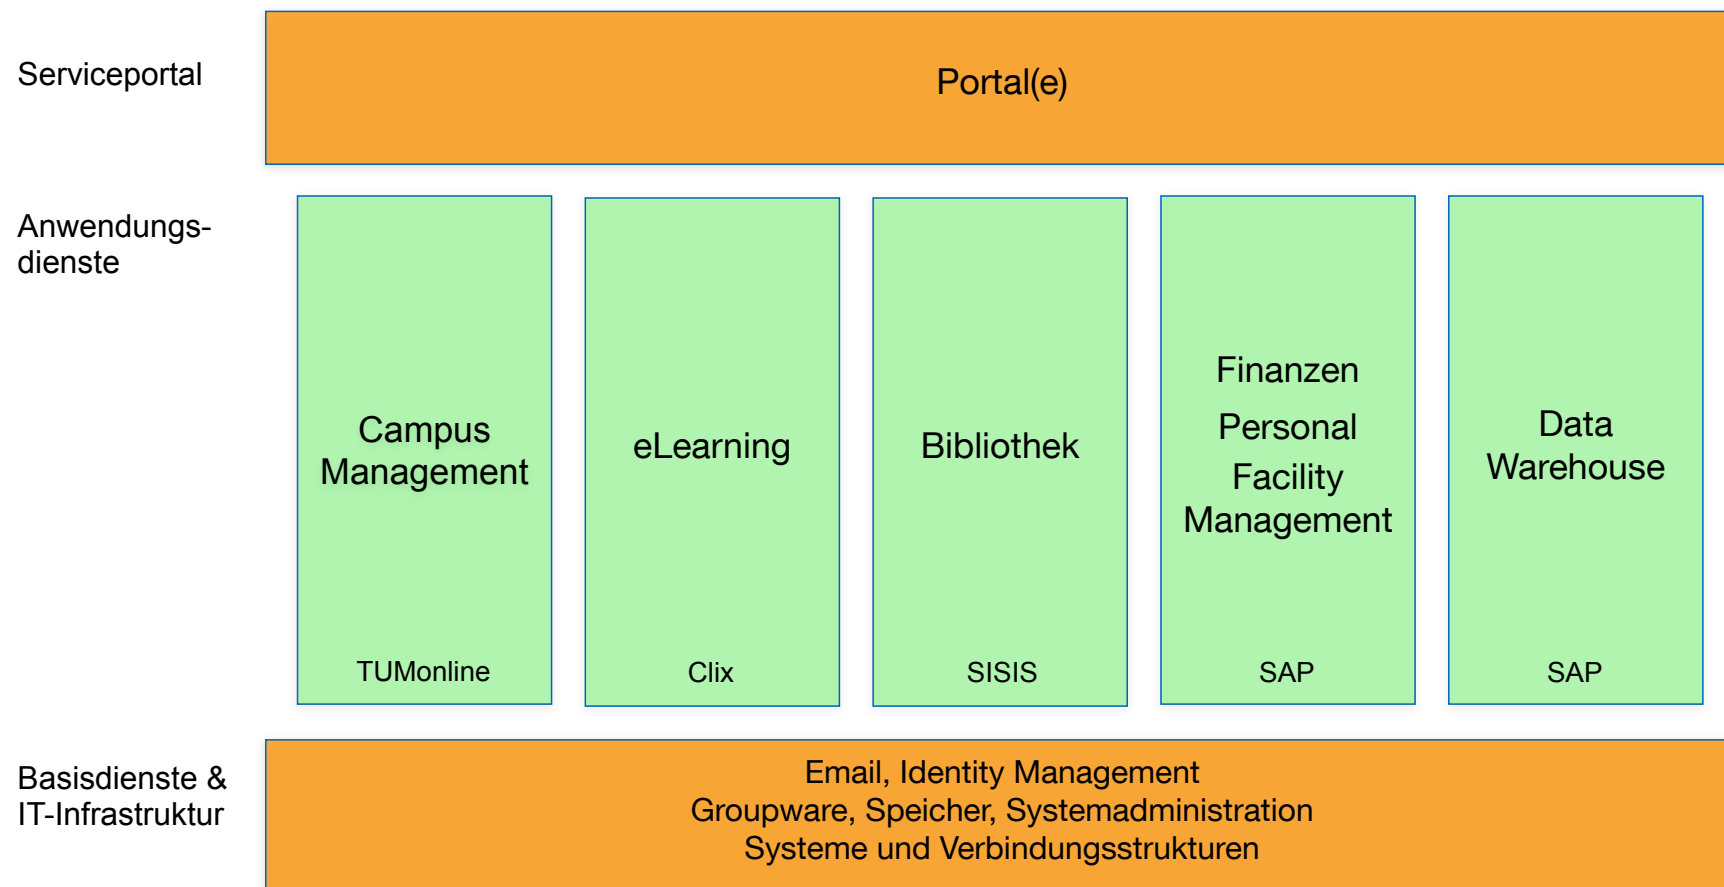 Serviceportal
Portal(e)
Anwendungs-
dienste
Campus
Management
TUMonline
eLearning
Clix
Bibliothek
SISIS
Finanzen
Personal
Facility
Management
SAP
Data
Warehouse
SAP
Basisdienste &
IT-Infrastruktur
Email, Identity Management
Groupware, Speicher, Systemadministration
Systeme und Verbindungsstrukturen